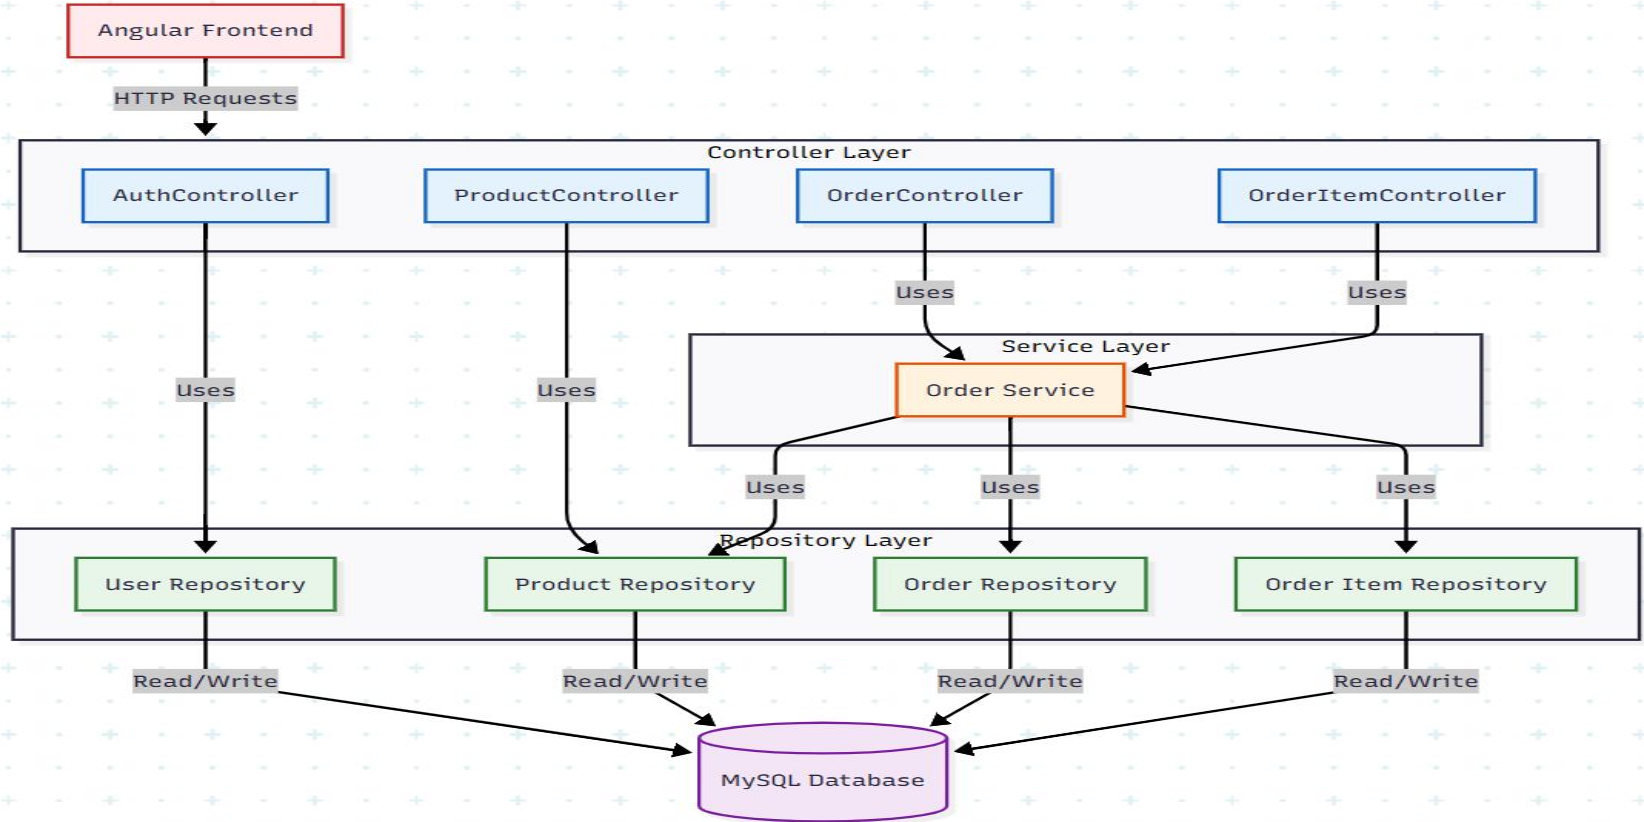 Angular Frontend
HTTP Requests
Controller Layer
AuthController
ProductController
OrderController
OrderItemController
Uses
Uses
Service Layer
Order Service
Uses
Uses
Uses
Uses
Uses
Repository Layer
User Repository
Product Repository
Order Repository
Order Item Repository
Read/Write
Read/Write
Read/Write
Read/Write
MySQL Database